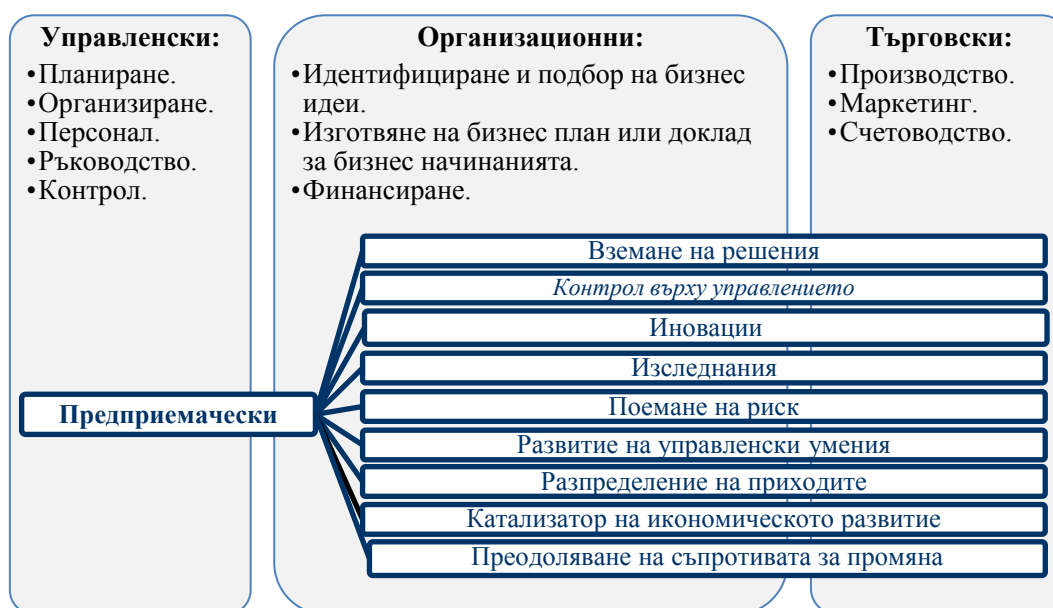 Управленски:
•Планиране.
•Организиране.
•Персонал.
•Ръководство.
•Контрол.
Организационни:
•Идентифициране и подбор на бизнес
идеи.
•Изготвяне на бизнес план или доклад
за бизнес начинанията.
•Финансиране.
Търговски:
•Производство.
•Маркетинг.
•Счетоводство.
Предприемачески
Вземане на решения
Контрол върху управлението
Иновации
Изследнания
Поемане на риск
Развитие на управленски умения
Разпределение на приходите
Катализатор на икономическото развитие
Преодоляване на съпротивата за промяна